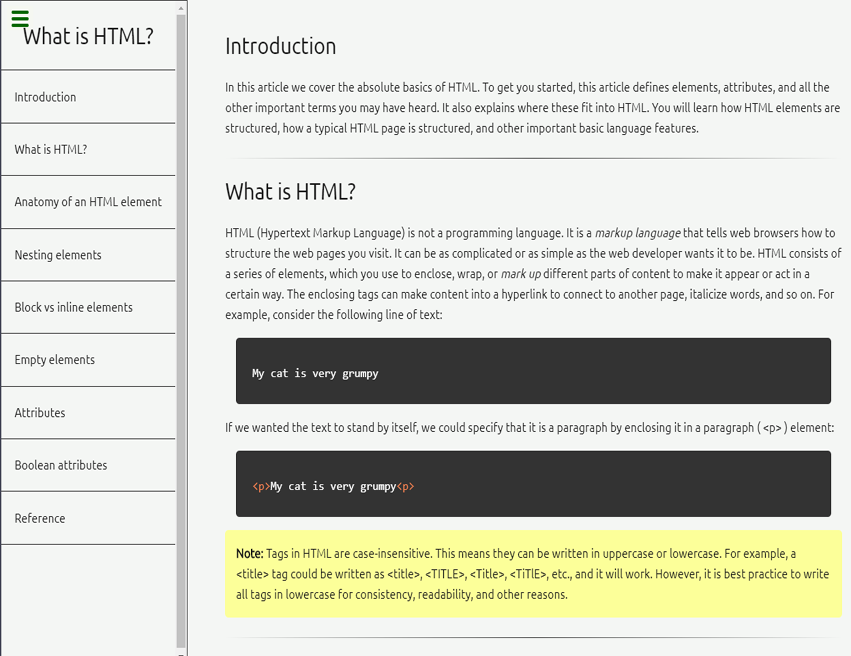 What is HTML?
Introduction
What is HTML?
Anatomy of an HTML element
Nesting elements
Block vs inline elements
Empty elements
Attributes
Boolean attributes
Reference
Introduction
In this article we cover the absolute basics of HTML. To get you started, this article defines elements, attributes, and all the
other important terms you may have heard. It also explains where these fit into HTML. You will learn how HTML elements are
structured, how a typical HTML page is structured, and other important basic language features.
What is HTML?
HTML (Hypertext Markup Language) is not a programming language. It is a markup language that tells web browsers how to
structure the web pages you visit. It can be as complicated or as simple as the web developer wants it to be. HTML consists of
a series of elements, which you use to enclose, wrap, or mark up different parts of content to make it appear or act in a
certain way. The enclosing tags can make content into a hyperlink to connect to another page, italicize words, and so on. For
example, consider the following line of text:
My cat is very grumpy
If we wanted the text to stand by itself, we could specify that it is a paragraph by enclosing it in a paragraph ( <p> ) element:
<p>My cat is very grumpy<p>
Note: Tags in HTML are case-insensitive. This means they can be written in uppercase or lowercase. For example, a
<title> tag could be written as <title>, <TITLE>, <Title>, <TiTlE>, etc., and it will work. However, it is best practice to write
all tags in lowercase for consistency, readability, and other reasons.